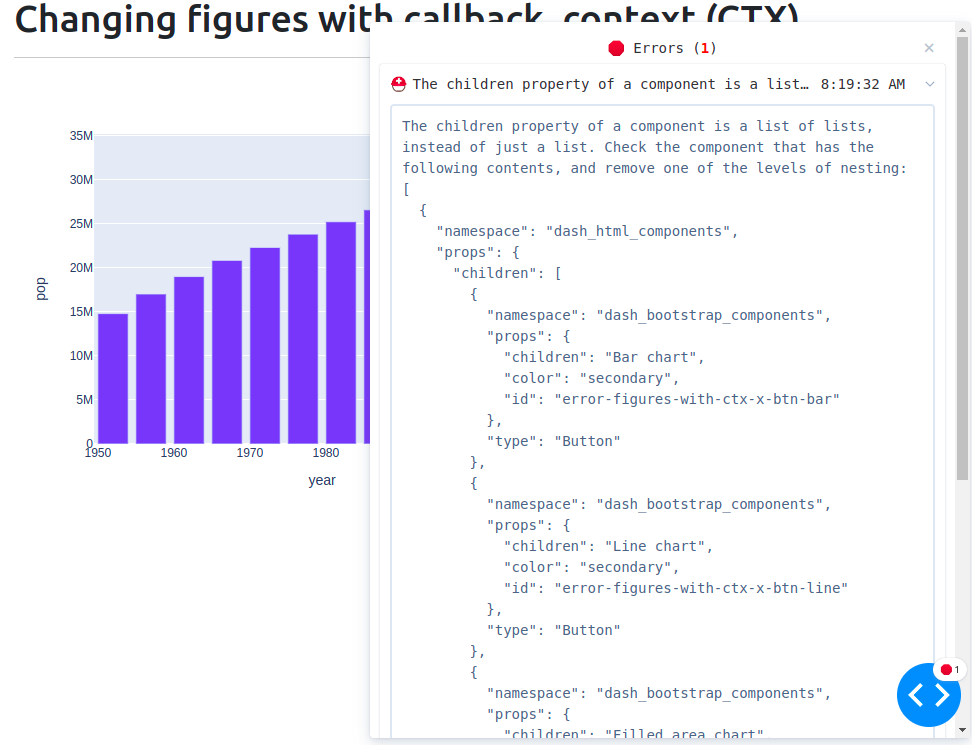 Changing figures with callback_context (CTX)
Errors (1)
×
The children property of a component is a list… 8:19:32 AM
The children property of a component is a list of lists,
instead of just a list. Check the component that has the
following contents, and remove one of the levels of nesting:
[
  {
    "namespace": "dash_html_components",
    "props": {
      "children": [
        {
          "namespace": "dash_bootstrap_components",
          "props": {
            "children": "Bar chart",
            "color": "secondary",
            "id": "error-figures-with-ctx-x-btn-bar"
          },
          "type": "Button"
        },
        {
          "namespace": "dash_bootstrap_components",
          "props": {
            "children": "Line chart",
            "color": "secondary",
            "id": "error-figures-with-ctx-x-btn-line"
          },
          "type": "Button"
        },
        {
          "namespace": "dash_bootstrap_components",
          "props": {
            "children": "Filled area chart"
35M
30M
25M
20M
15M
10M
5M
0
pop
1950 1960 1970 1980
year
1